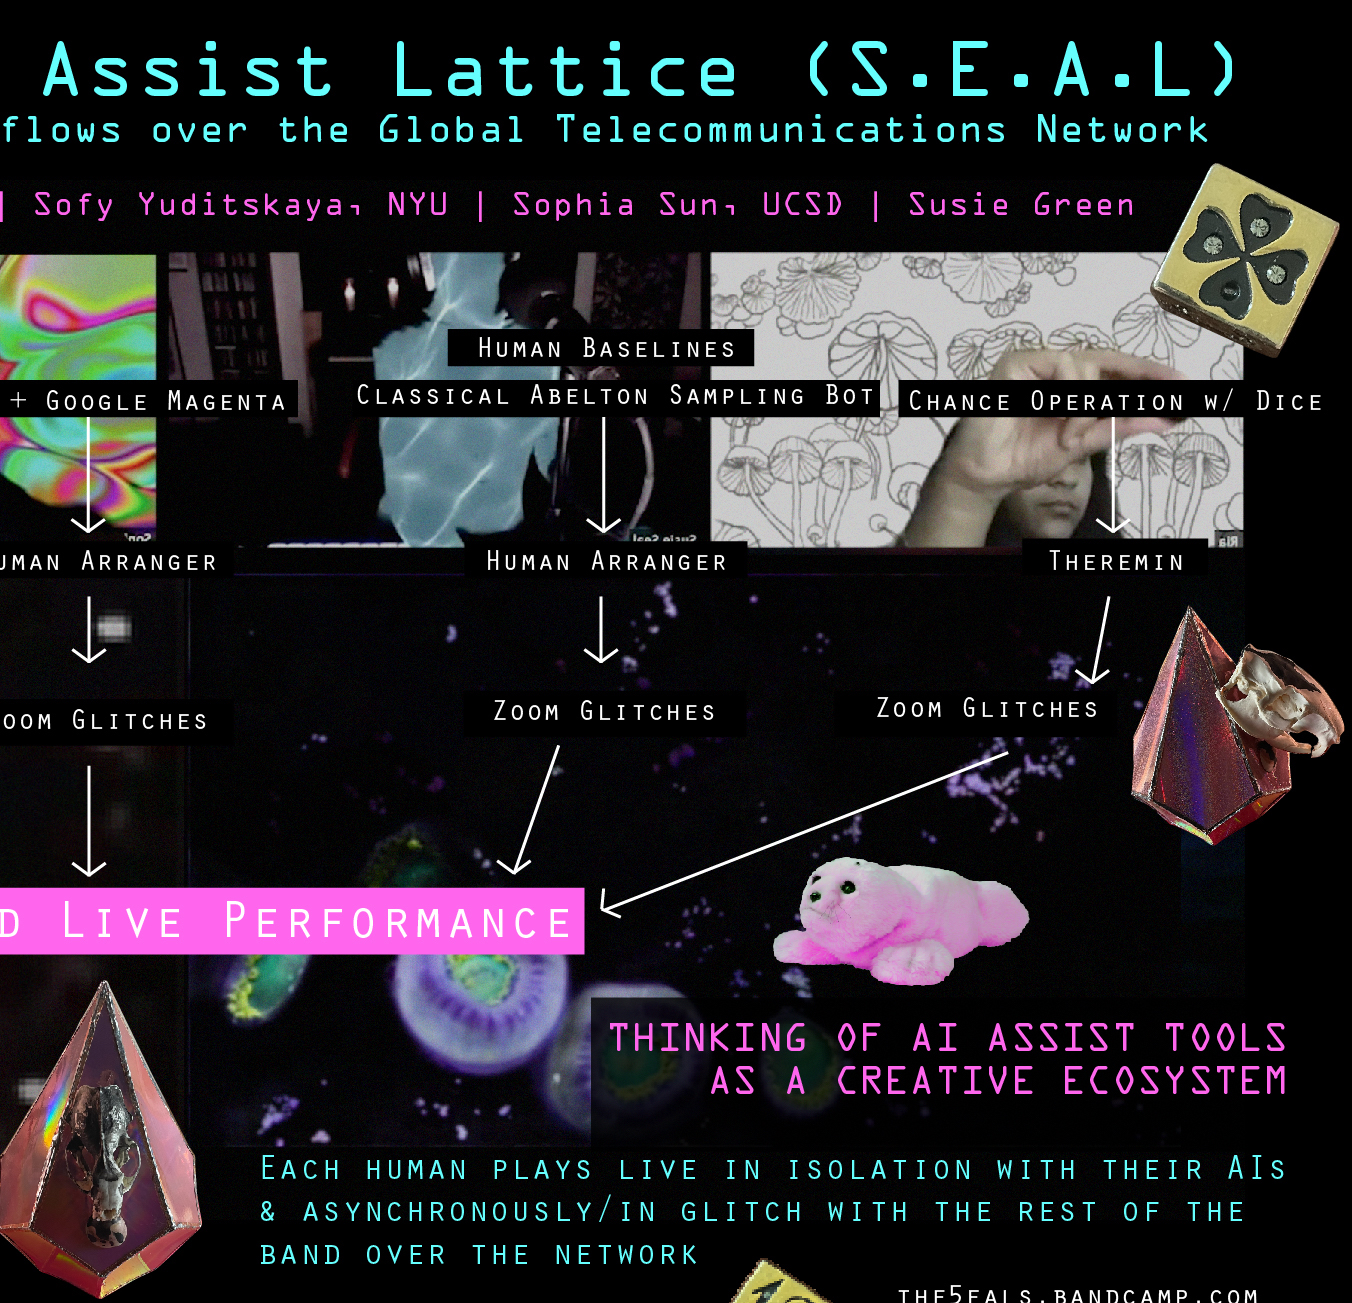 Assist Lattice (S.E.A.L)
flows over the Global Telecommunications Network
| Sofy Yuditskaya, NYU | Sophia Sun, UCSD | Susie Green
Human Baselines
+ Google Magenta
Classical Abelton Sampling Bot
Chance Operation w/ Dice
uman Arranger
Human Arranger
Theremin
oom Glitches
Zoom Glitches
Zoom Glitches
d Live Performance
THINKING OF AI ASSIST TOOLS
AS A CREATIVE ECOSYSTEM
Each human plays live in isolation with their AIs
& asynchronously/in glitch with the rest of the
band over the network
the5eals.bandcamp.com